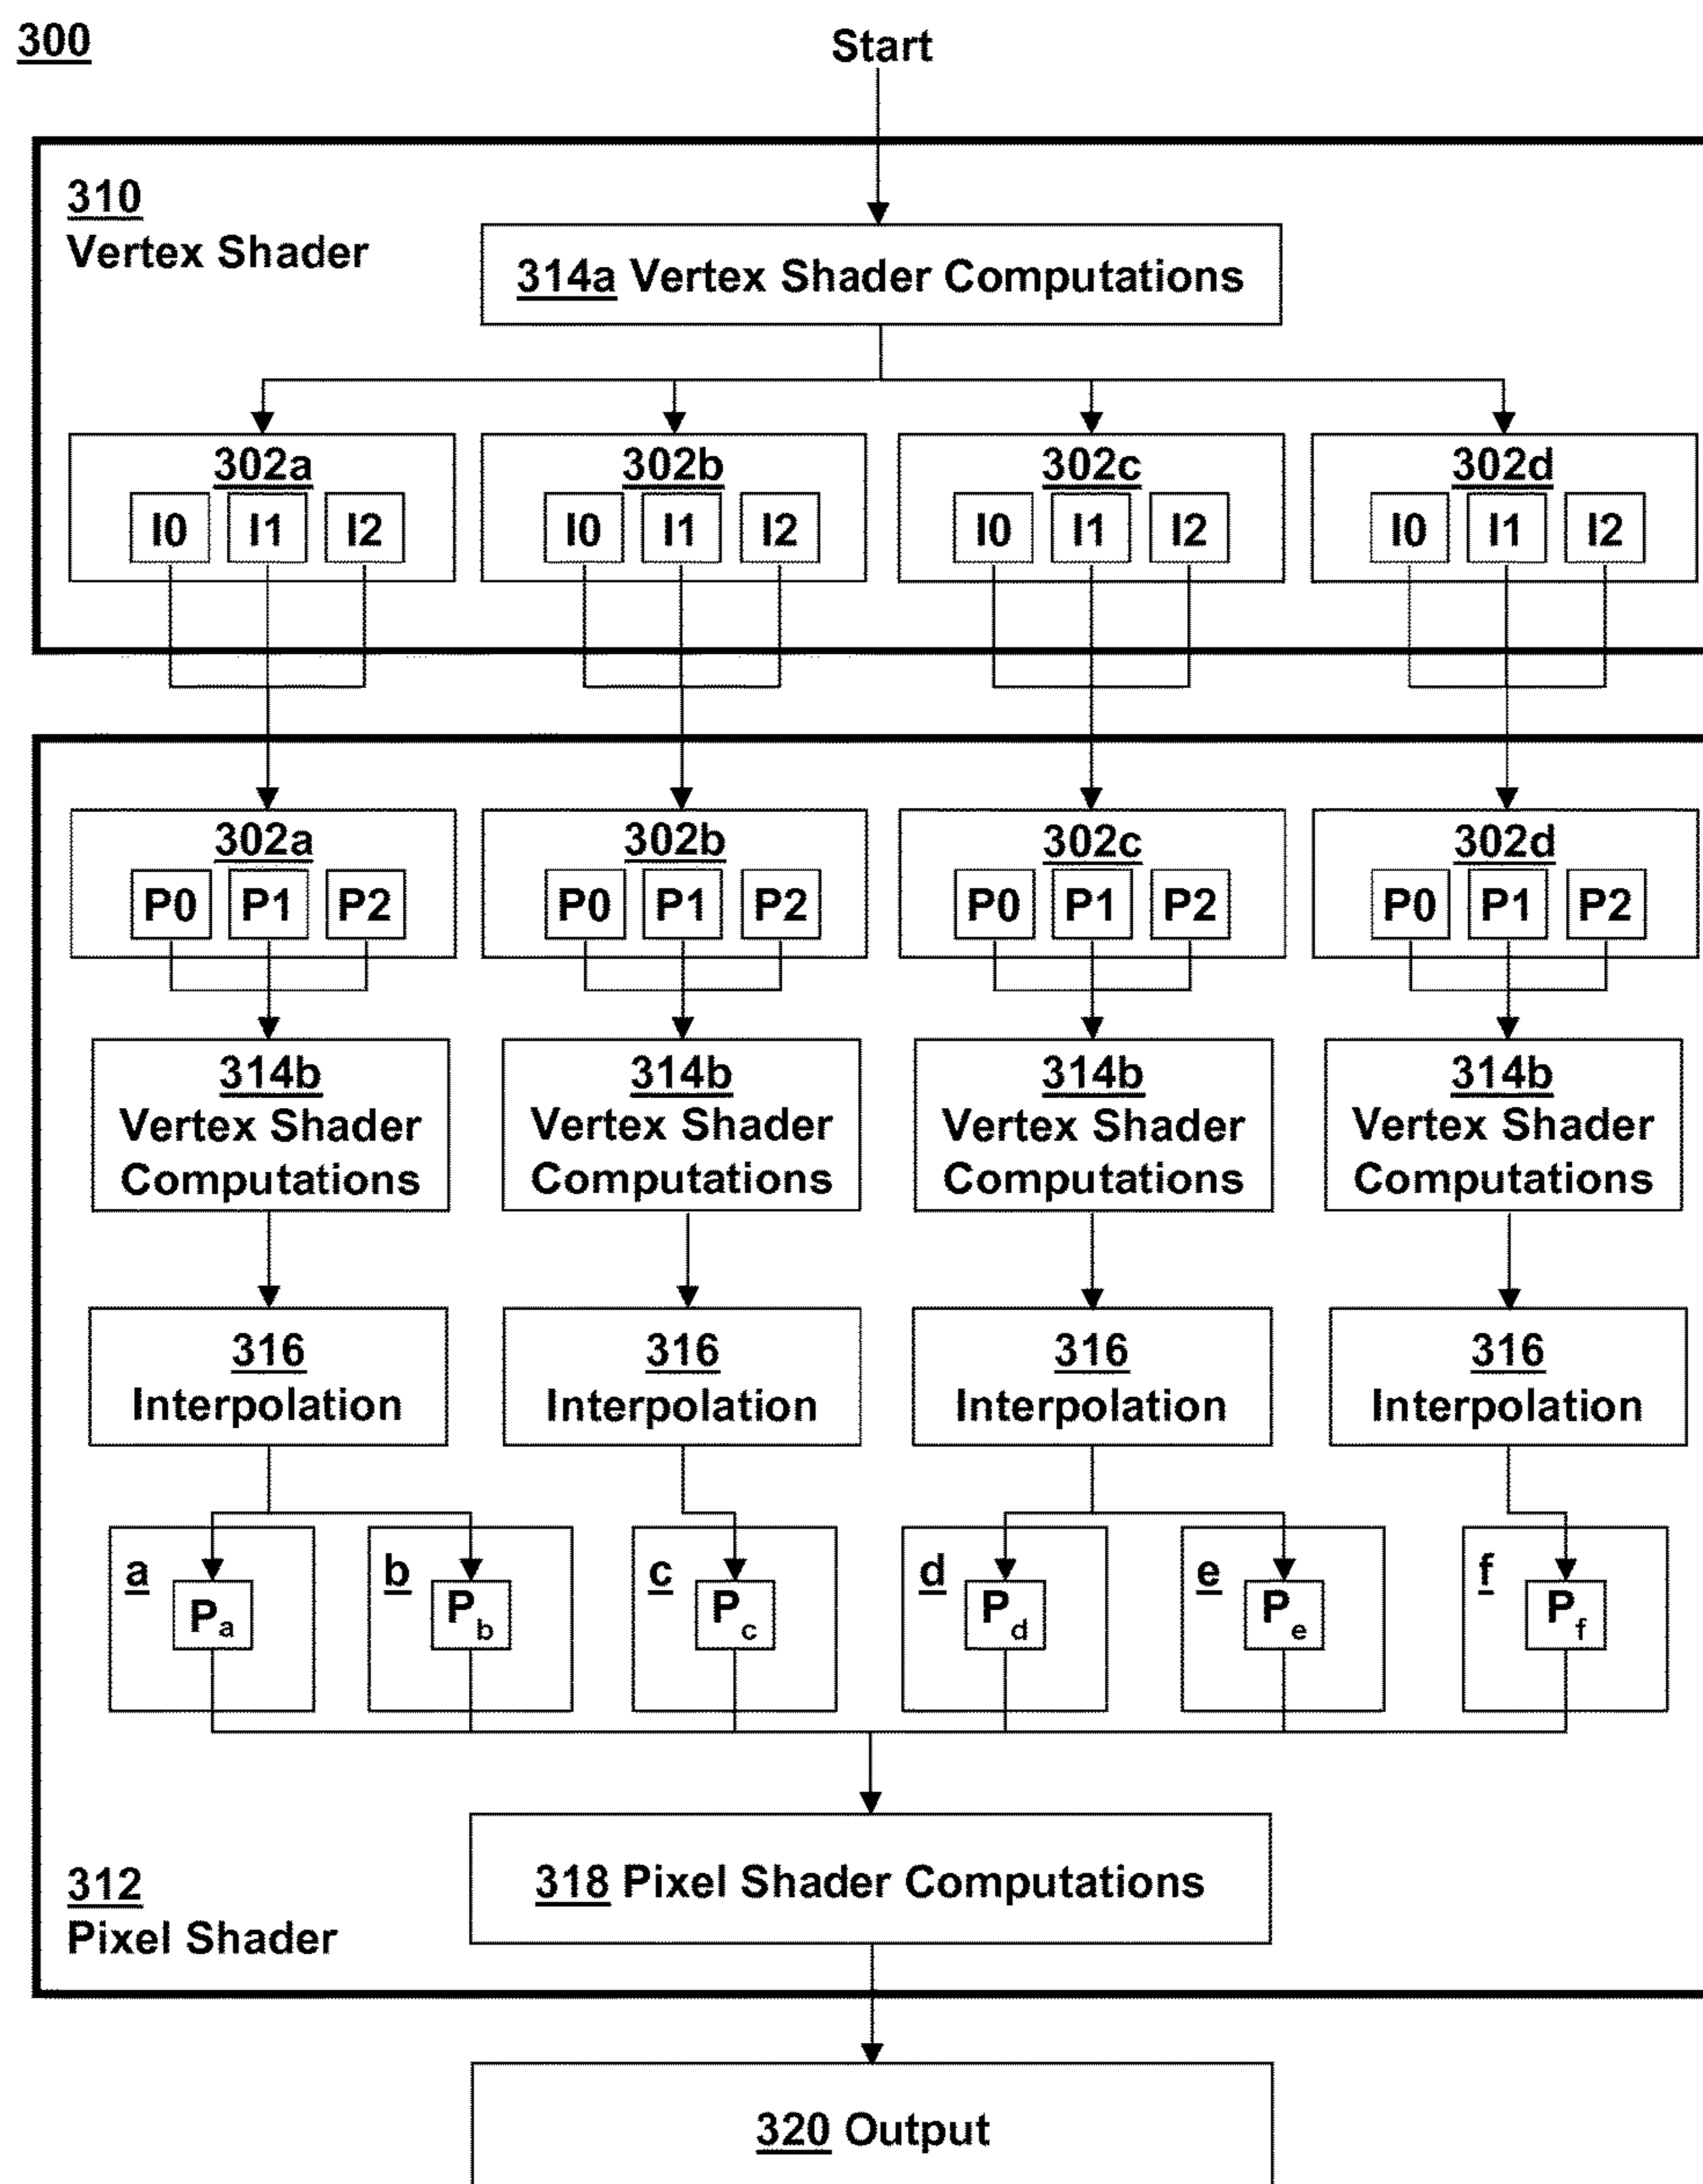 300
Start
310
Vertex Shader
314a Vertex Shader Computations
302a 302b 302c 302d
I0 I1 I2 I0 I1 I2 I0 I1 I2 I0 I1 I2
302a 302b 302c 302d
P0 P1 P2 P0 P1 P2 P0 P1 P2 P0 P1 P2
314b 314b 314b 314b
Vertex Shader Vertex Shader Vertex Shader Vertex Shader
Computations Computations Computations Computations
316 316 316 316
Interpolation Interpolation Interpolation Interpolation
a b c d e f
Pa Pb Pc Pd Pe Pf
318 Pixel Shader Computations
312
Pixel Shader
320 Output